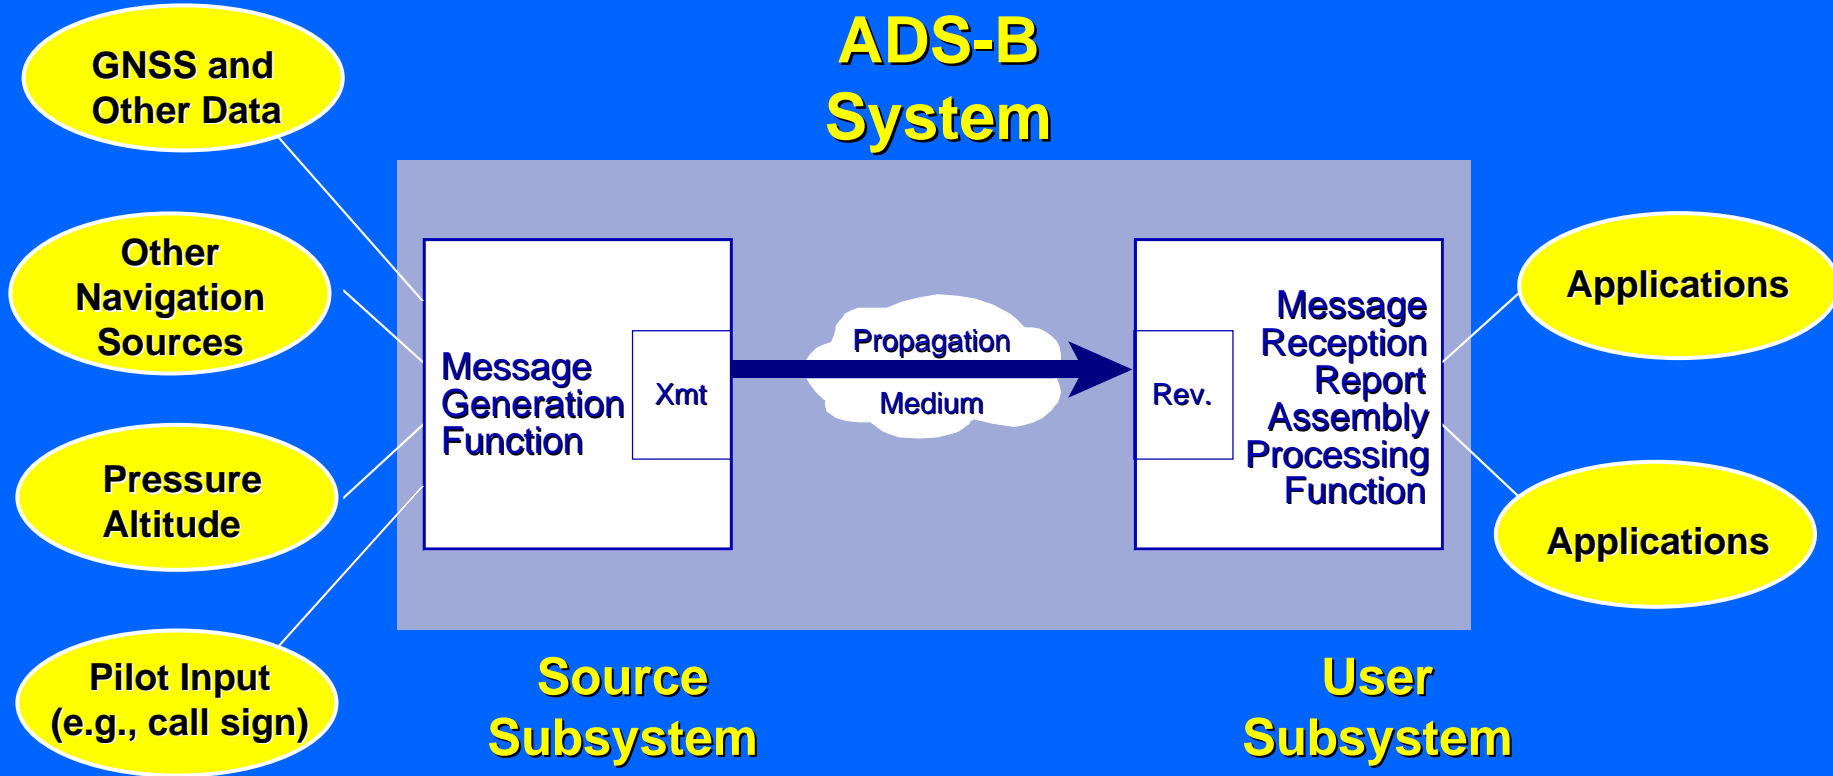 ADS-B
System
GNSS and
Other Data
Other
Navigation
Sources
Pressure
Altitude
Pilot Input
(e.g., call sign)
Message
Generation
Function
Xmt
Propagation
Medium
Rev.
Message
Reception
Report
Assembly
Processing
Function
Applications
Applications
Source
Subsystem
User
Subsystem